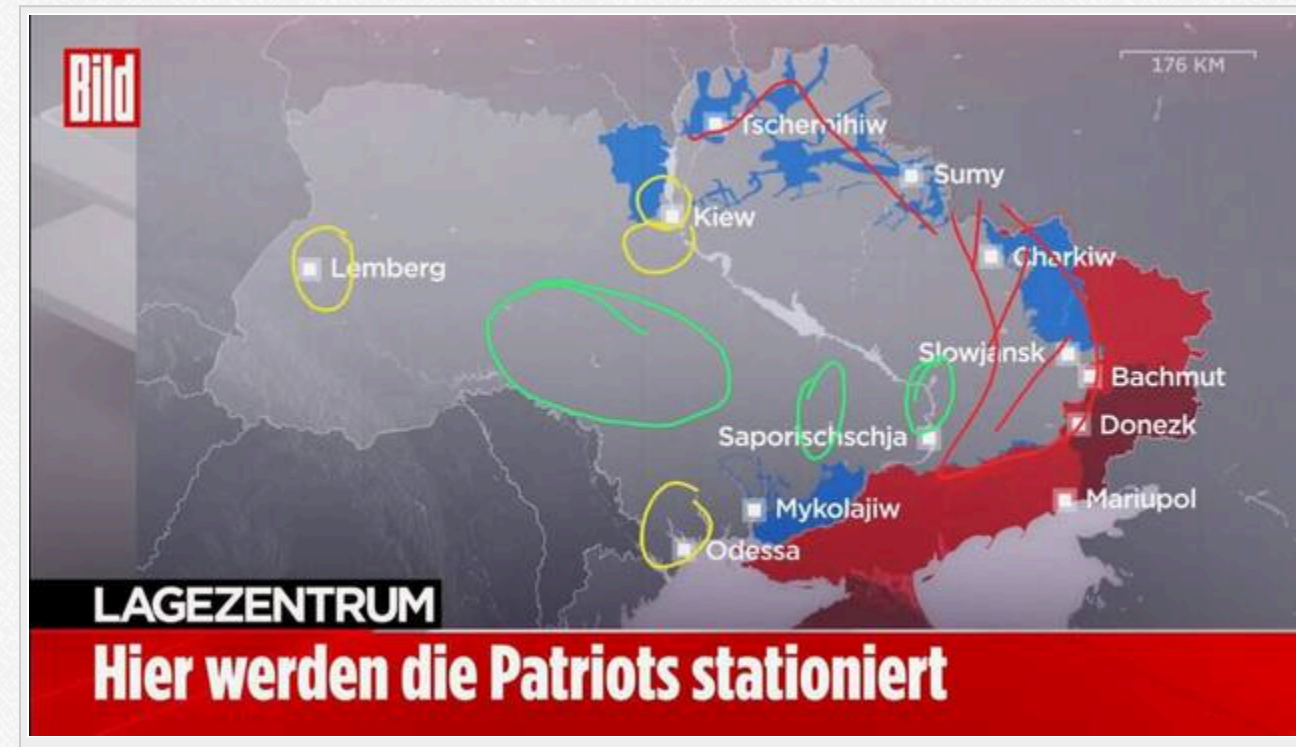 Bild
176 KM
Tschernihiw
Sumy
Kiew
Charkiw
Lemberg
Slowjansk
Bachmut
Donezk
Saporischschja
Mykolajiw
Mariupol
Odessa
LAGEZENTRUM
Hier werden die Patriots stationiert